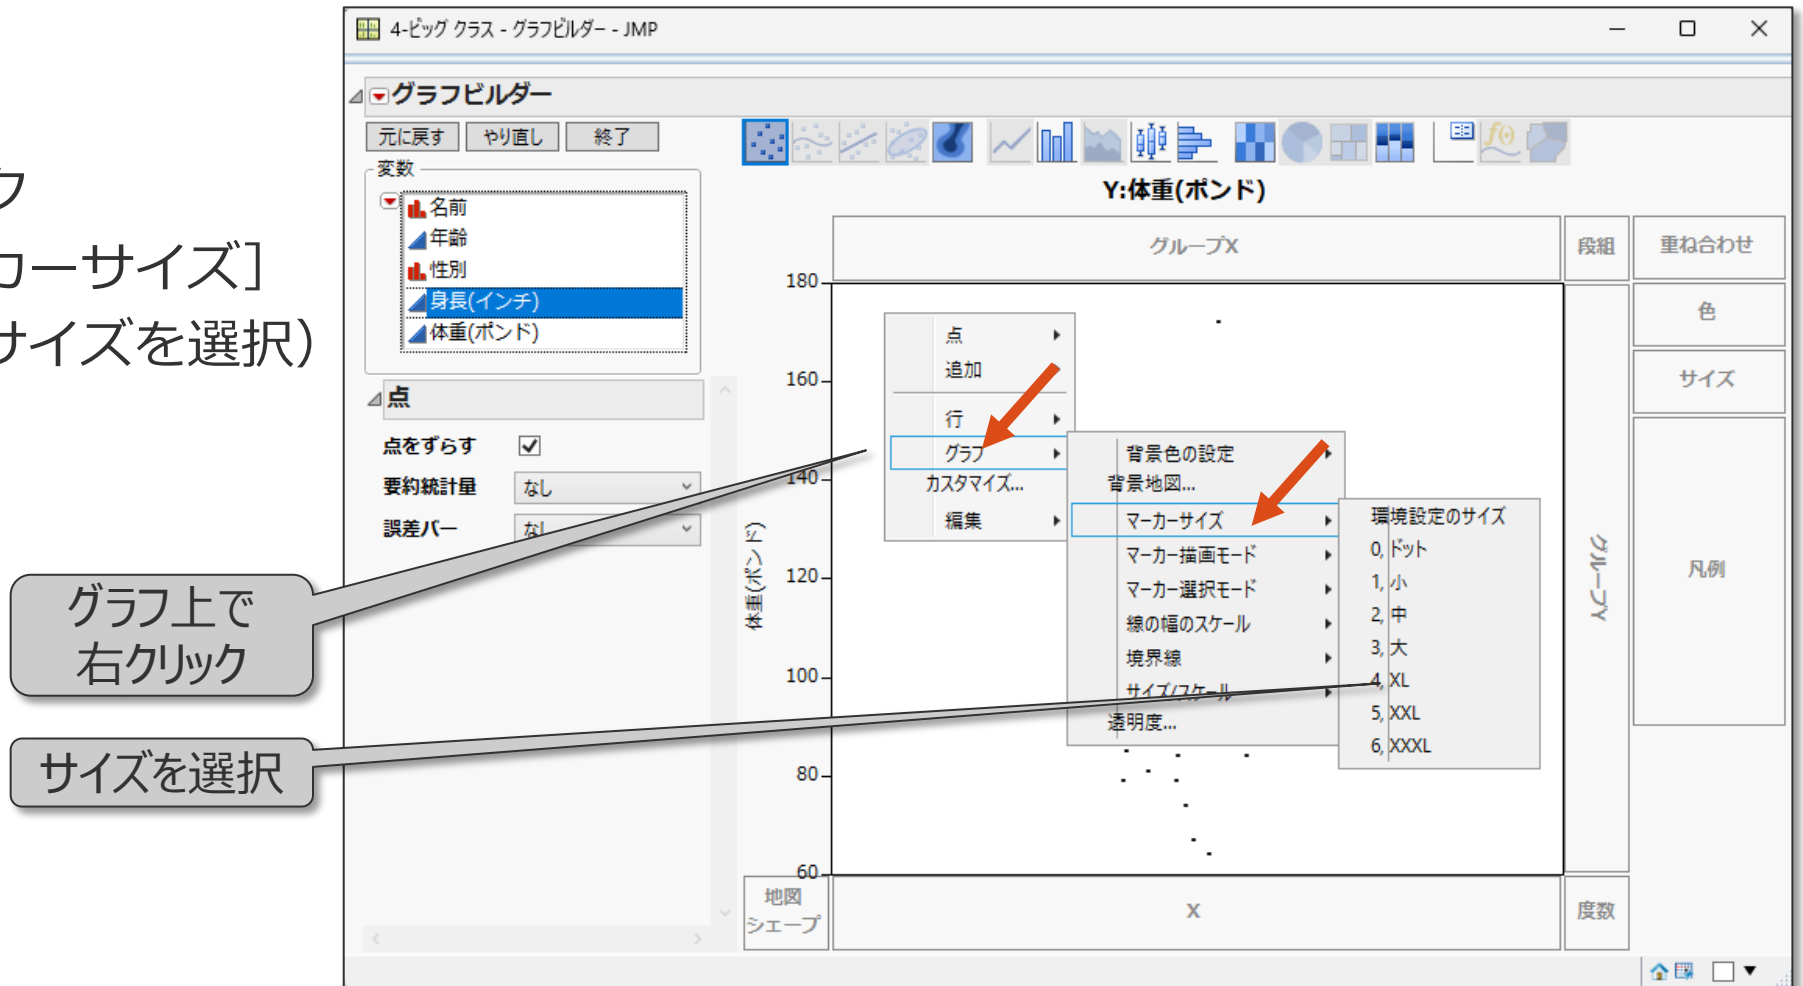 ク
カーサイズ］
サイズを選択）
グラフ上で
右クリック
サイズを選択
4-ビッグ クラス - グラフビルダー - JMP
グラフビルダー
元に戻す やり直し 終了
変数
名前
年齢
性別
身長(インチ)
体重(ポンド)
点
点をずらす
要約統計量 なし
誤差バー なし
Y:体重(ポンド)
グループX
段組
重ね合わせ
色
サイズ
凡例
グループY
180
160
140
120
100
80
60
体重(ポンド)
地図
シェープ
X
度数
点
追加
行
グラフ
カスタマイズ...
編集
背景色の設定
背景地図...
マーカーサイズ
マーカー描画モード
マーカー選択モード
線の幅のスケール
境界線
サイズ/スケール
透明度...
環境設定のサイズ
0, ドット
1, 小
2, 中
3, 大
4, XL
5, XXL
6, XXXL